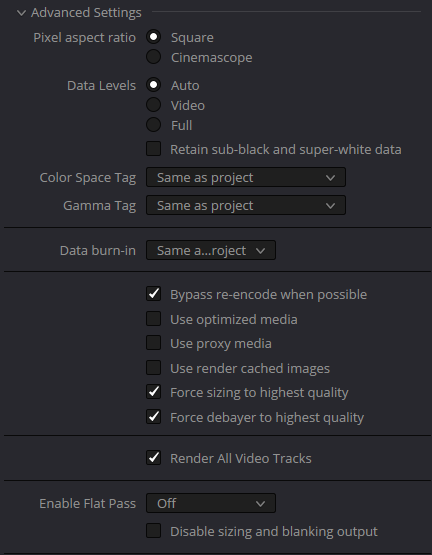 Advanced Settings
Pixel aspect ratio Square
Cinemascope
Data Levels Auto
Video
Full
Retain sub-black and super-white data
Color Space Tag Same as project
Gamma Tag Same as project
Data burn-in Same a...roject
Bypass re-encode when possible
Use optimized media
Use proxy media
Use render cached images
Force sizing to highest quality
Force debayer to highest quality
Render All Video Tracks
Enable Flat Pass Off
Disable sizing and blanking output